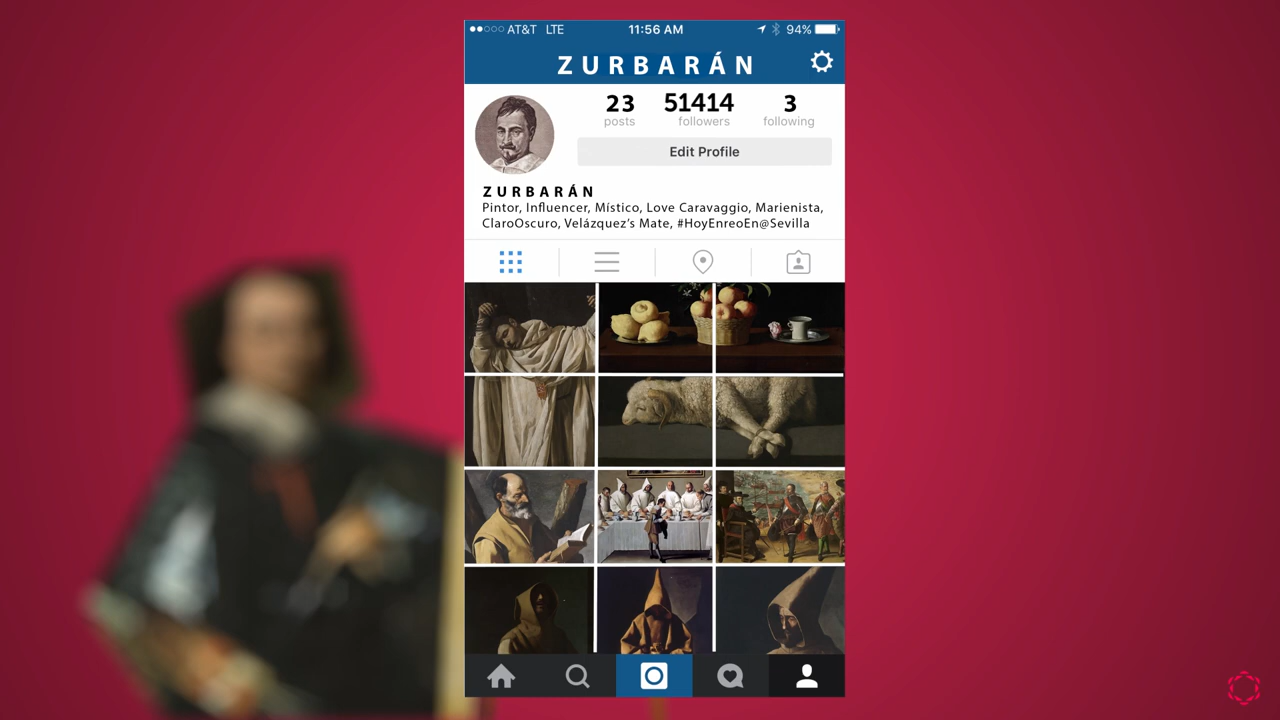 AT&T LTE 11:56 AM 94%
ZURBARÁN
23 51414 3
posts followers following
Edit Profile
ZURBARÁN
Pintor, Influencer, Místico, Love Caravaggio, Marienista,
ClaroOscuro, Velázquez’s Mate, #HoyEnreoEn@Sevilla